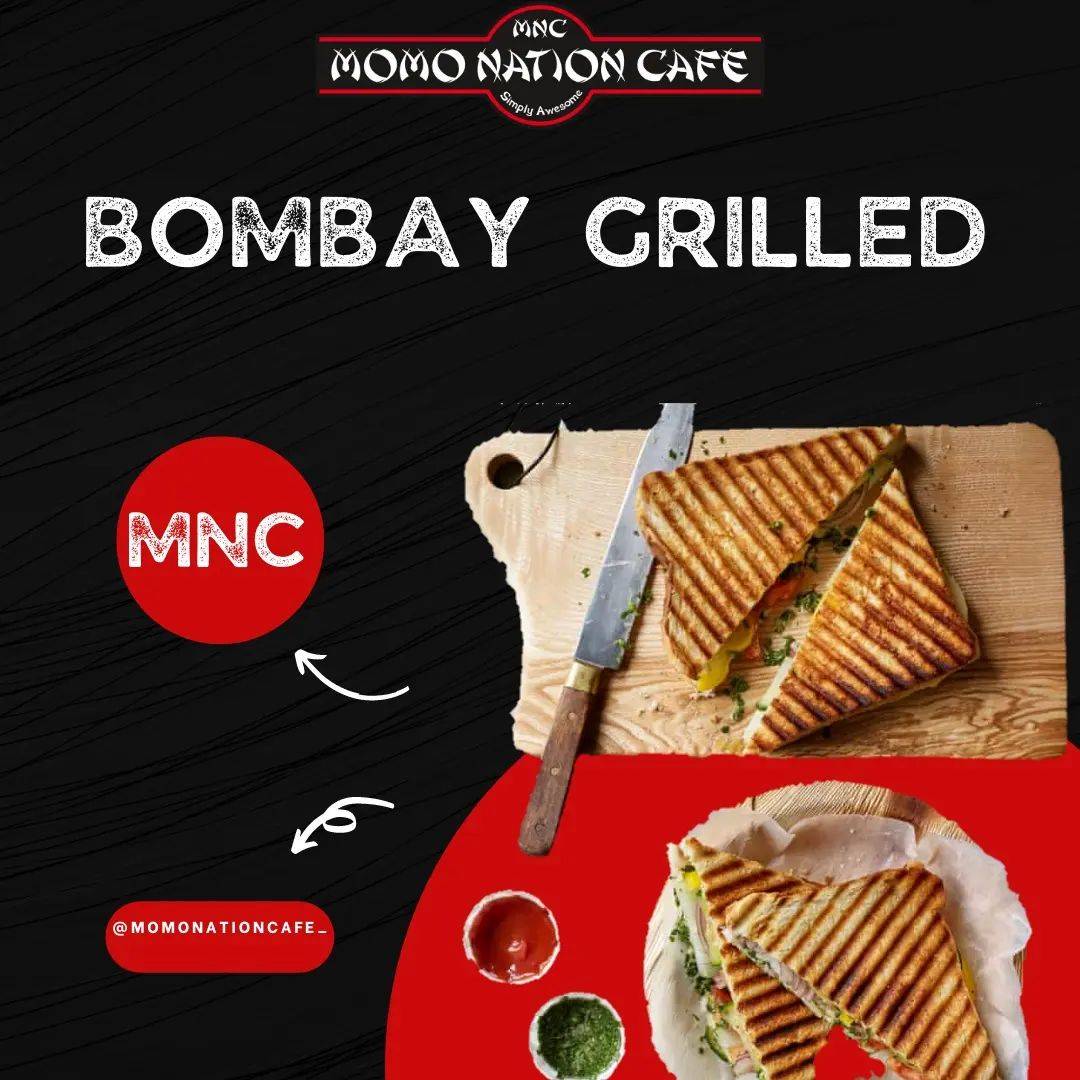 MNC
MOMO NATION CAFE
Simply Awesome
BOMBAY GRILLED
MNC
@MOMONATIONCAFE_